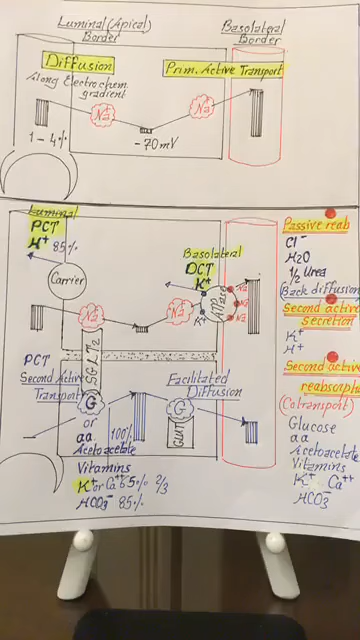 Luminal (Apical)
Border
Basolateral
Border
Diffusion
Along Electrochem.
gradient
Prim. Active Transport
Na⁺
Na⁺
1-4%
-70mV
Luminal
PCT
H⁺ 85%
Carrier
Basolateral
DCT
K⁺
Na⁺
Na⁺
K⁺
ATPase
Na
Na
Na
PCT
Second Active
Transport
SGLT2
G
or
aa
Acetoacetate
Vitamins
K⁺ or Ca⁺⁺ 65% 2/3
HCO₃⁻ 85%
100%
Facilitated
Diffusion
G
GLUT
Passive reab
Cl⁻
H₂O
1/2 Urea
(Back diffusion)
Second active
secretion
K⁺
H⁺
Second active
reabsorp
(Cotransport)
Glucose
aa
Acetoacetate
Vitamins
K⁺ Ca⁺⁺
HCO₃⁻